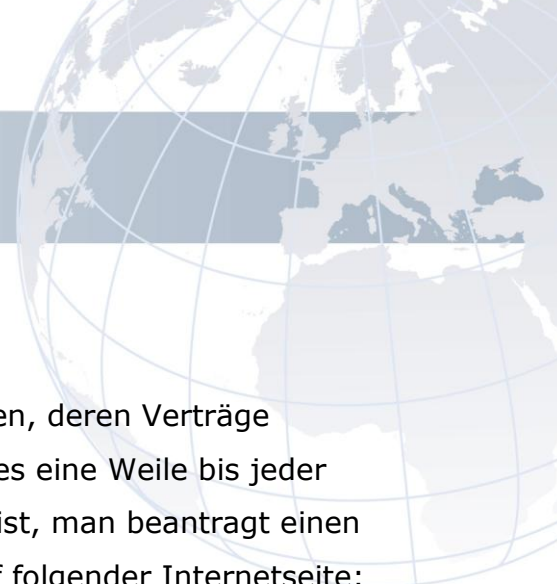 en, deren Verträge
es eine Weile bis jeder
ist, man beantragt einen
f folgender Internetseite: